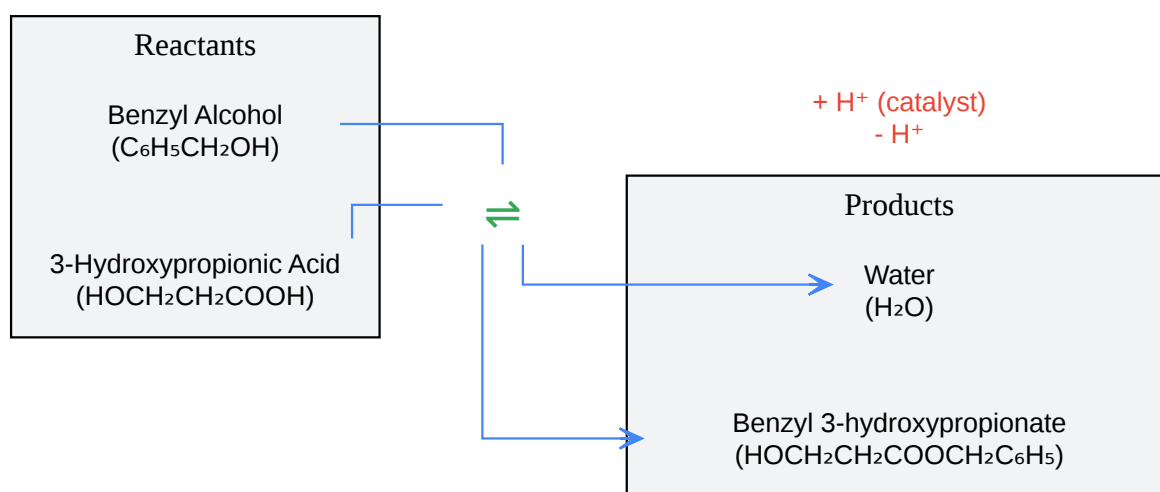 Reactants
Benzyl Alcohol
(C₆H₅CH₂OH)
3-Hydroxypropionic Acid
(HOCH₂CH₂COOH)
⇌
+ H⁺ (catalyst)
- H⁺
Products
Water
(H₂O)
Benzyl 3-hydroxypropionate
(HOCH₂CH₂COOCH₂C₆H₅)